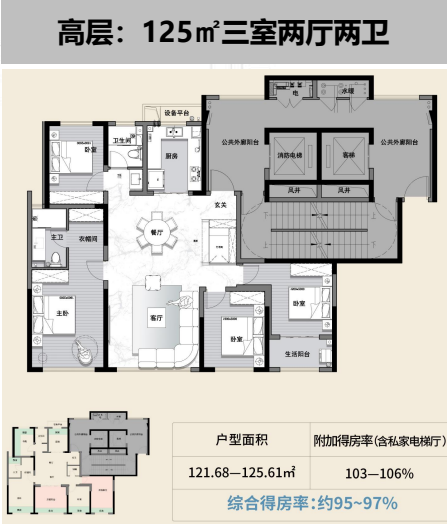 高层：125㎡三室两厅两卫
电
水暖
设备平台
卫生间
卧室
厨房
公共外廊阳台
消防电梯
客梯
公共外廊阳台
风井
风井
玄关
餐厅
主卫
衣帽间
主卧
客厅
卧室
卧室
生活阳台
户型面积
附加得房率(含私家电梯厅)
121.68—125.61㎡
103—106%
综合得房率:约95~97%